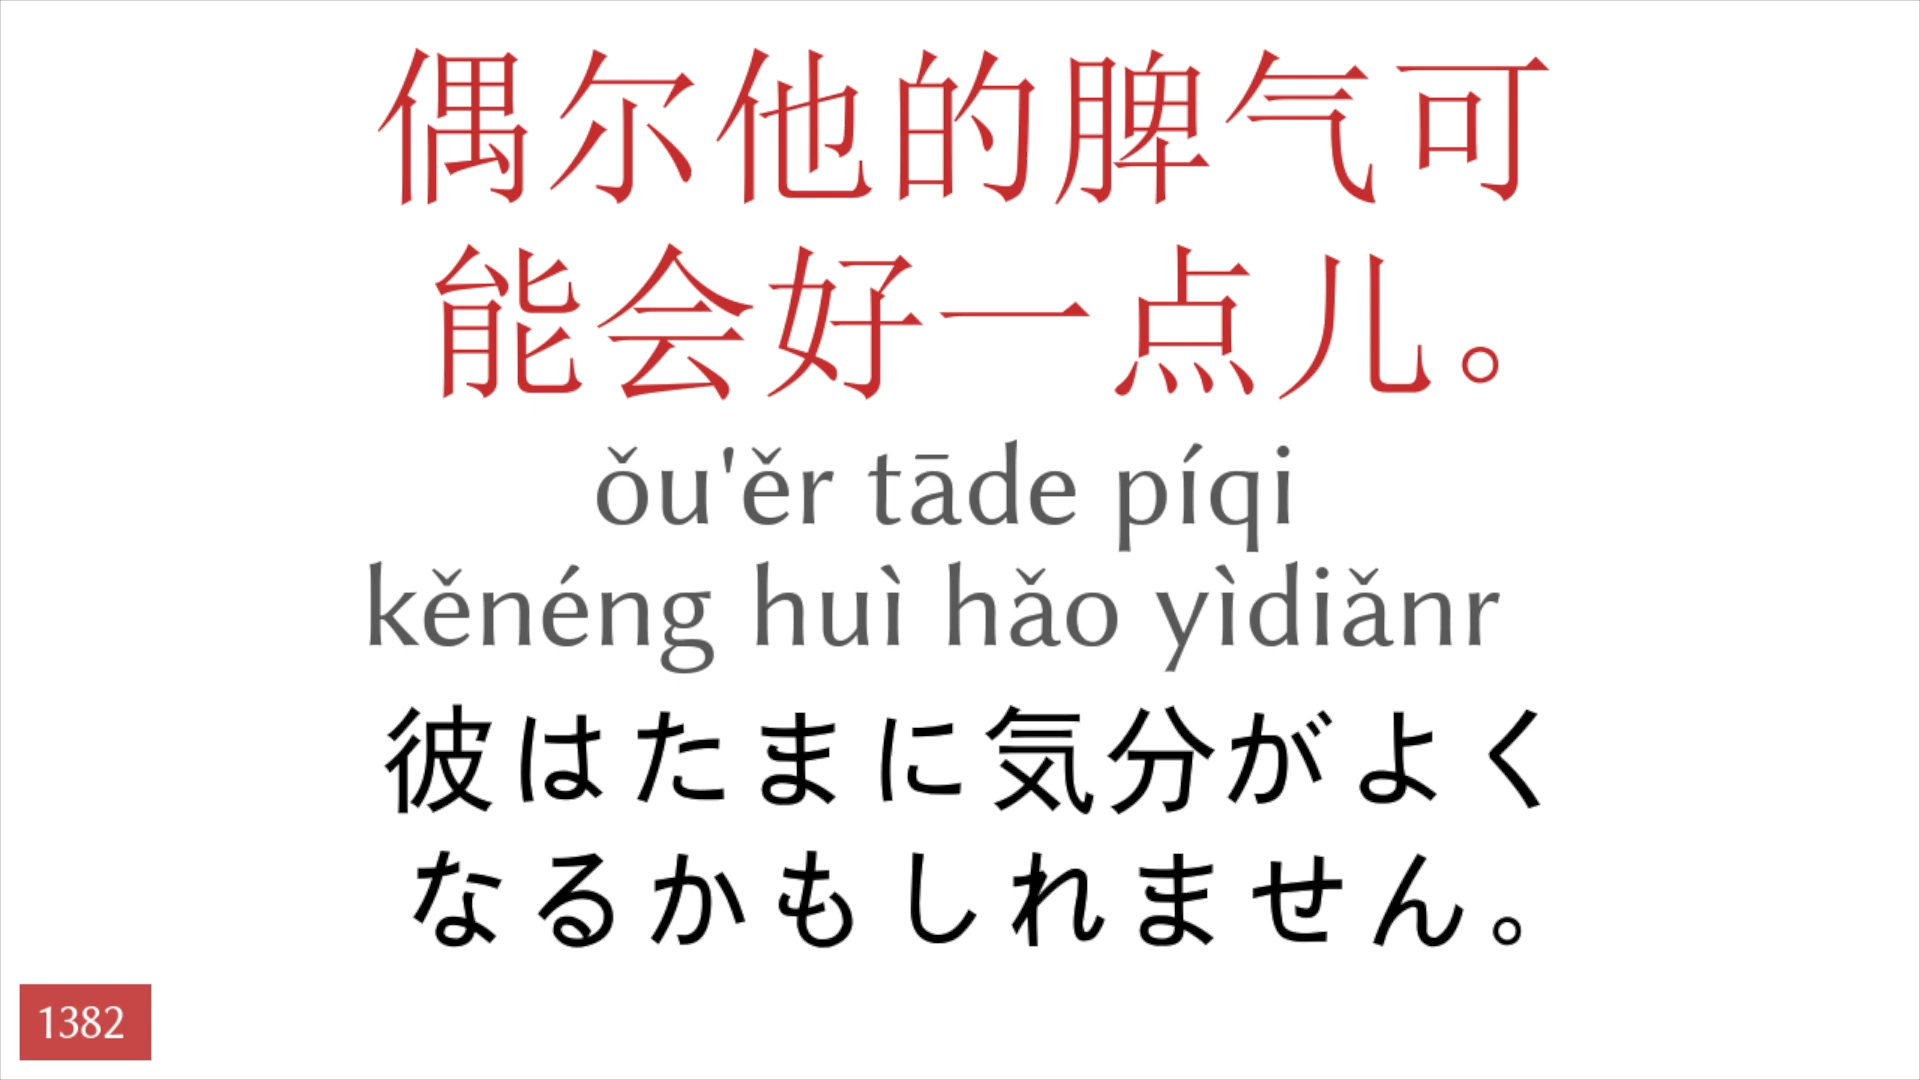 偶尔他的脾气可
能会好一点儿。
ǒu'ěr tāde píqi
kěnéng huì hǎo yìdiǎnr
彼はたまに気分がよく
なるかもしれません。
1382